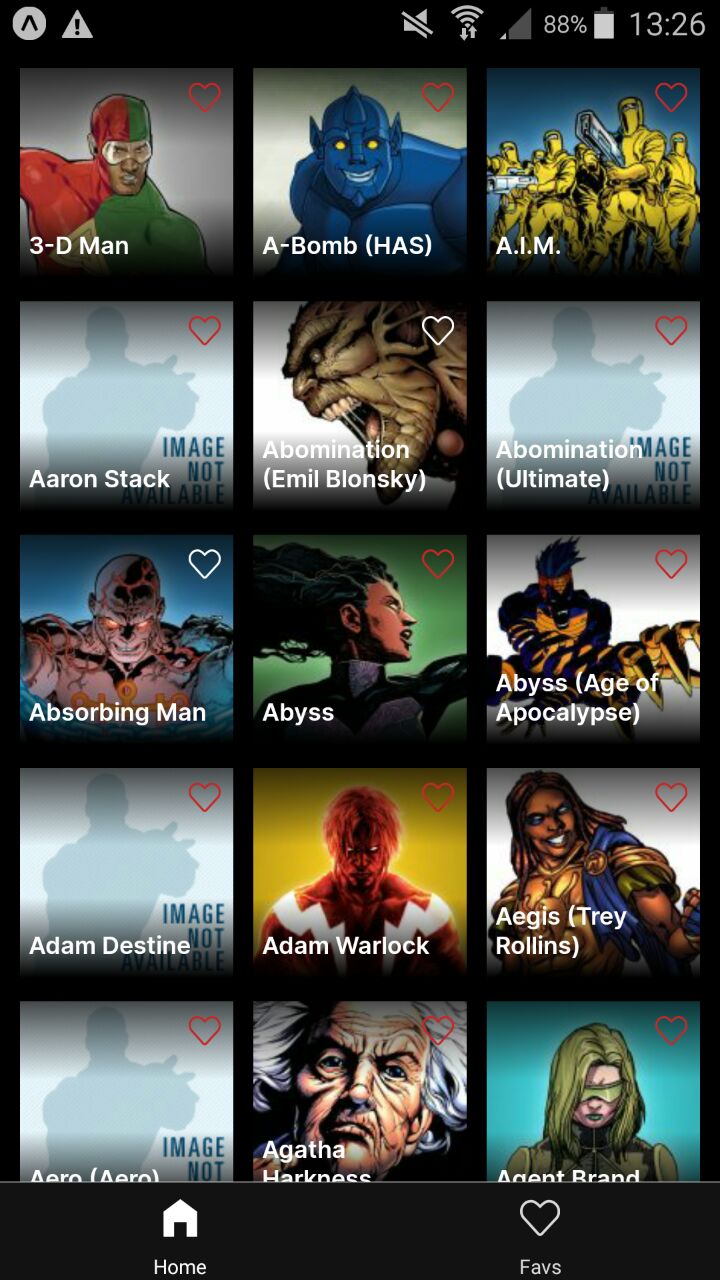 88% 13:26
3-D Man
A-Bomb (HAS)
A.I.M.
IMAGE
NOT
AVAILABLE
Aaron Stack
Abomination
(Emil Blonsky)
IMAGE
NOT
AVAILABLE
Abomination
(Ultimate)
Absorbing Man
Abyss
Abyss (Age of
Apocalypse)
IMAGE
NOT
AVAILABLE
Adam Destine
Adam Warlock
Aegis (Trey
Rollins)
IMAGE
NOT
Aero (Aero)
Agatha
Harkness
Agent Brand
Home
Favs